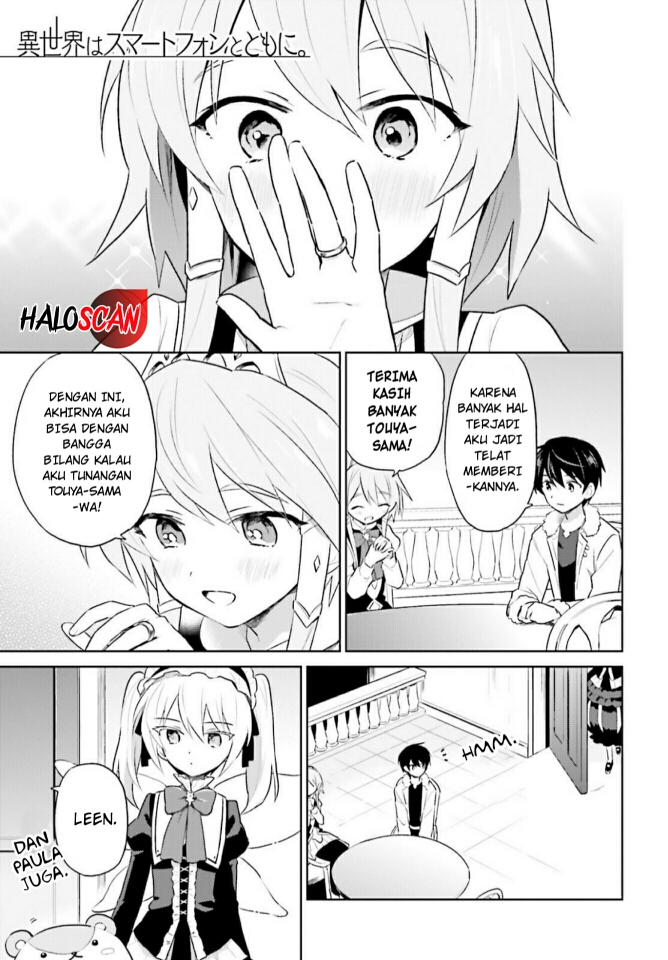 異世界はスマートフォンとともに。
HALOSCAN
KARENA
BANYAK HAL
TERJADI
AKU JADI
TELAT
MEMBERI
-KANNYA.
TERIMA
KASIH
BANYAK
TOUYA-
SAMA!
DENGAN INI,
AKHIRNYA AKU
BISA DENGAN
BANGGA
BILANG KALAU
AKU TUNANGAN
TOUYA-SAMA
-WA!
HMM.
LEEN.
DAN
PAULA
JUGA.